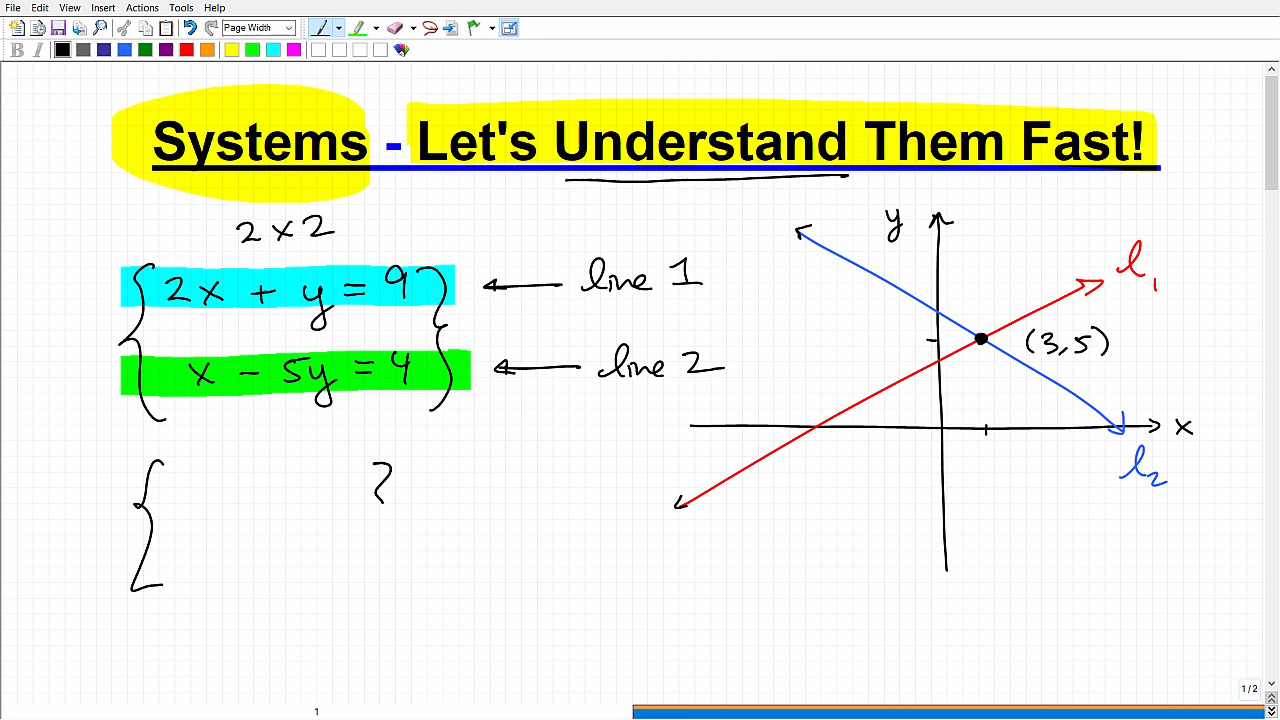 File Edit View Insert Actions Tools Help
Page Width
B I
Systems - Let's Understand Them Fast!
2 x 2
2x + y = 9 ← line 1
x - 5y = 4 ← line 2
?
y
l₁
(3,5)
x
l₂
1/2
1